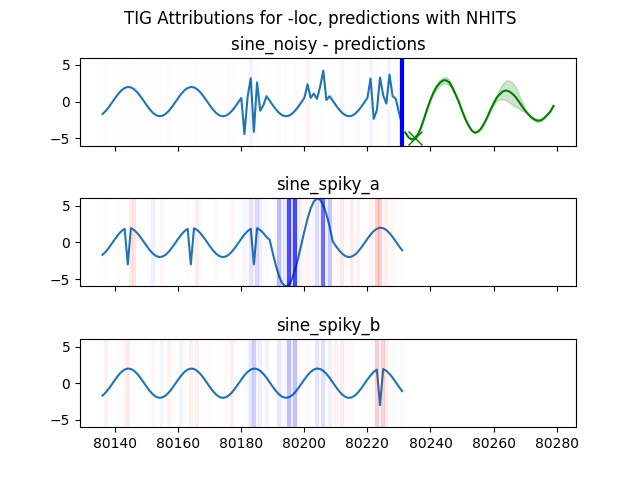 TIG Attributions for -loc, predictions with NHITS
sine_noisy - predictions
5
0
−5
sine_spiky_a
5
0
−5
sine_spiky_b
5
0
−5
80140 80160 80180 80200 80220 80240 80260 80280